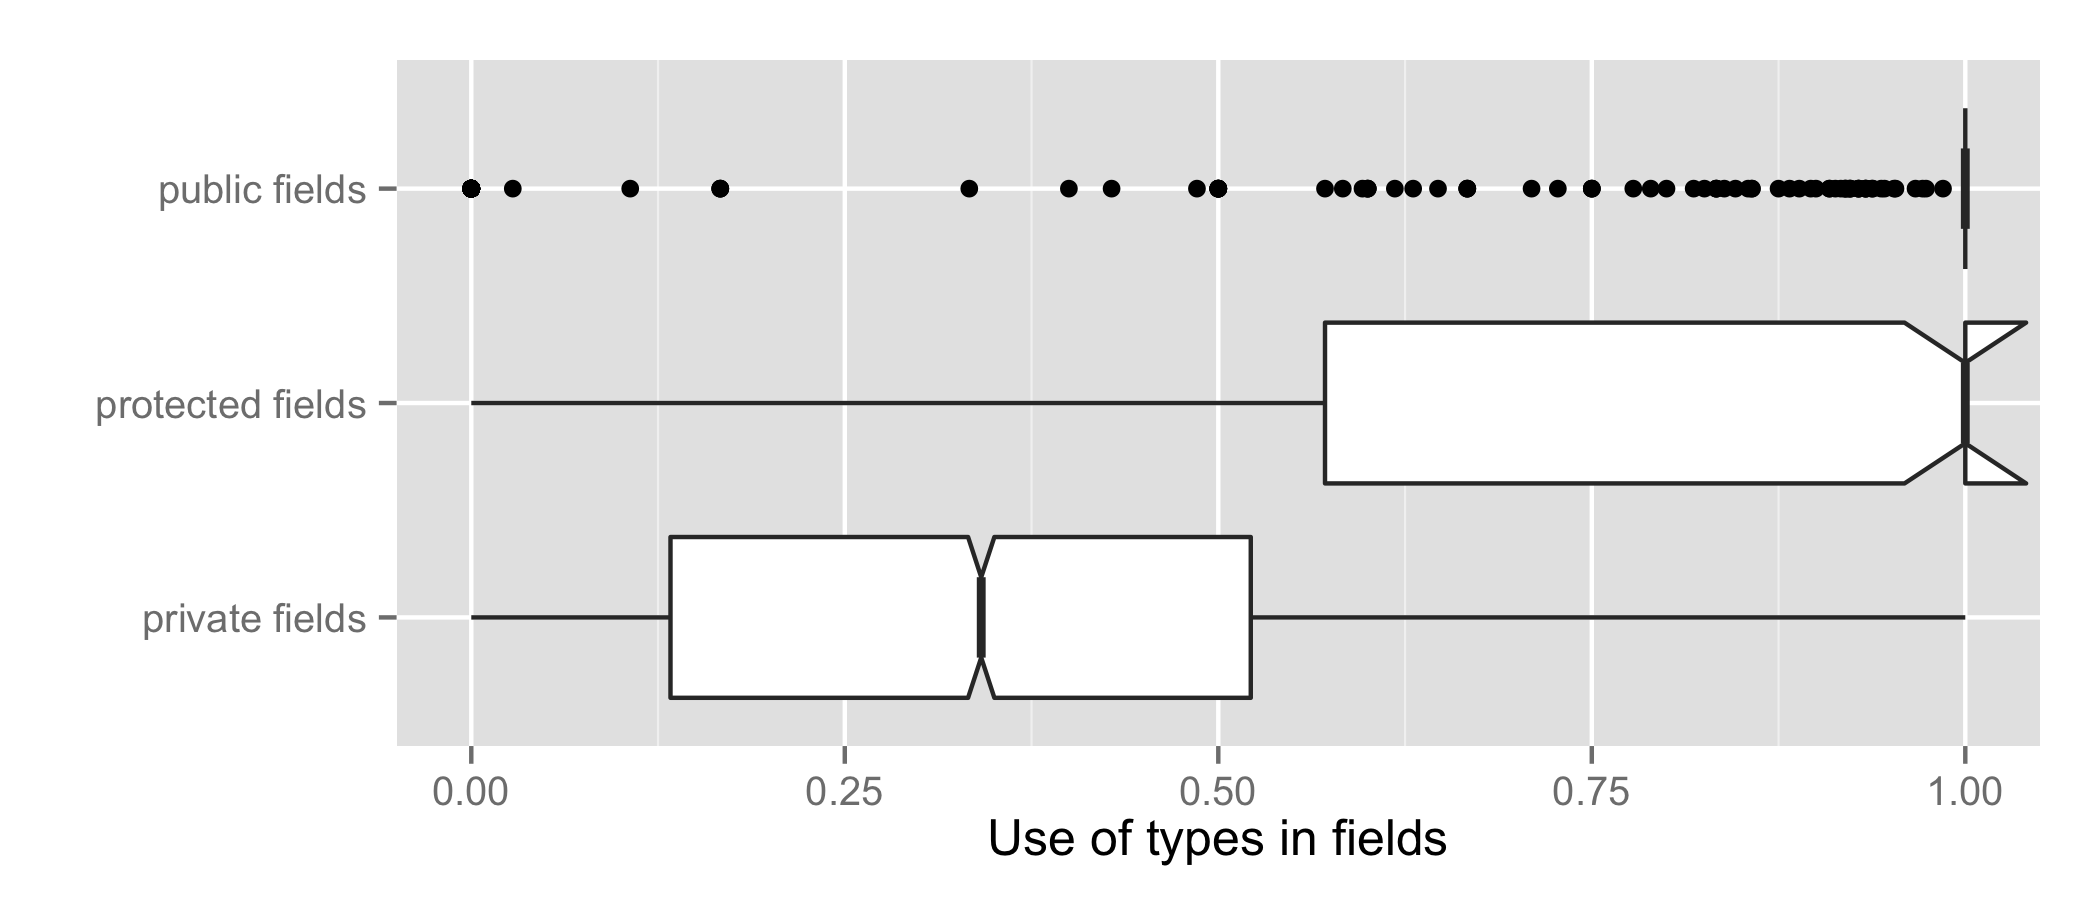 public fields
protected fields
private fields
0.00 0.25 0.50 0.75 1.00
Use of types in fields